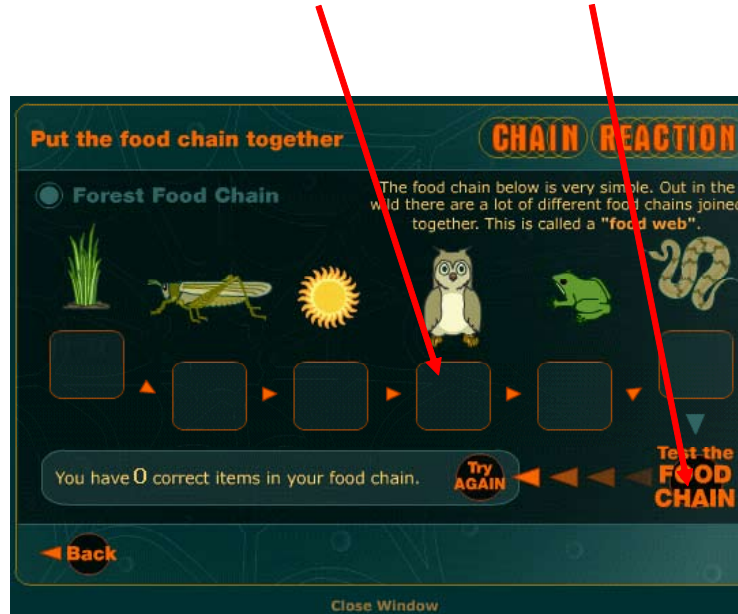 Put the food chain together
CHAIN REACTION
Forest Food Chain
The food chain below is very simple. Out in the
wild there are a lot of different food chains joined
together. This is called a "food web".
You have 0 correct items in your food chain.
Try
AGAIN
Test the
FOOD
CHAIN
Back
Close Window